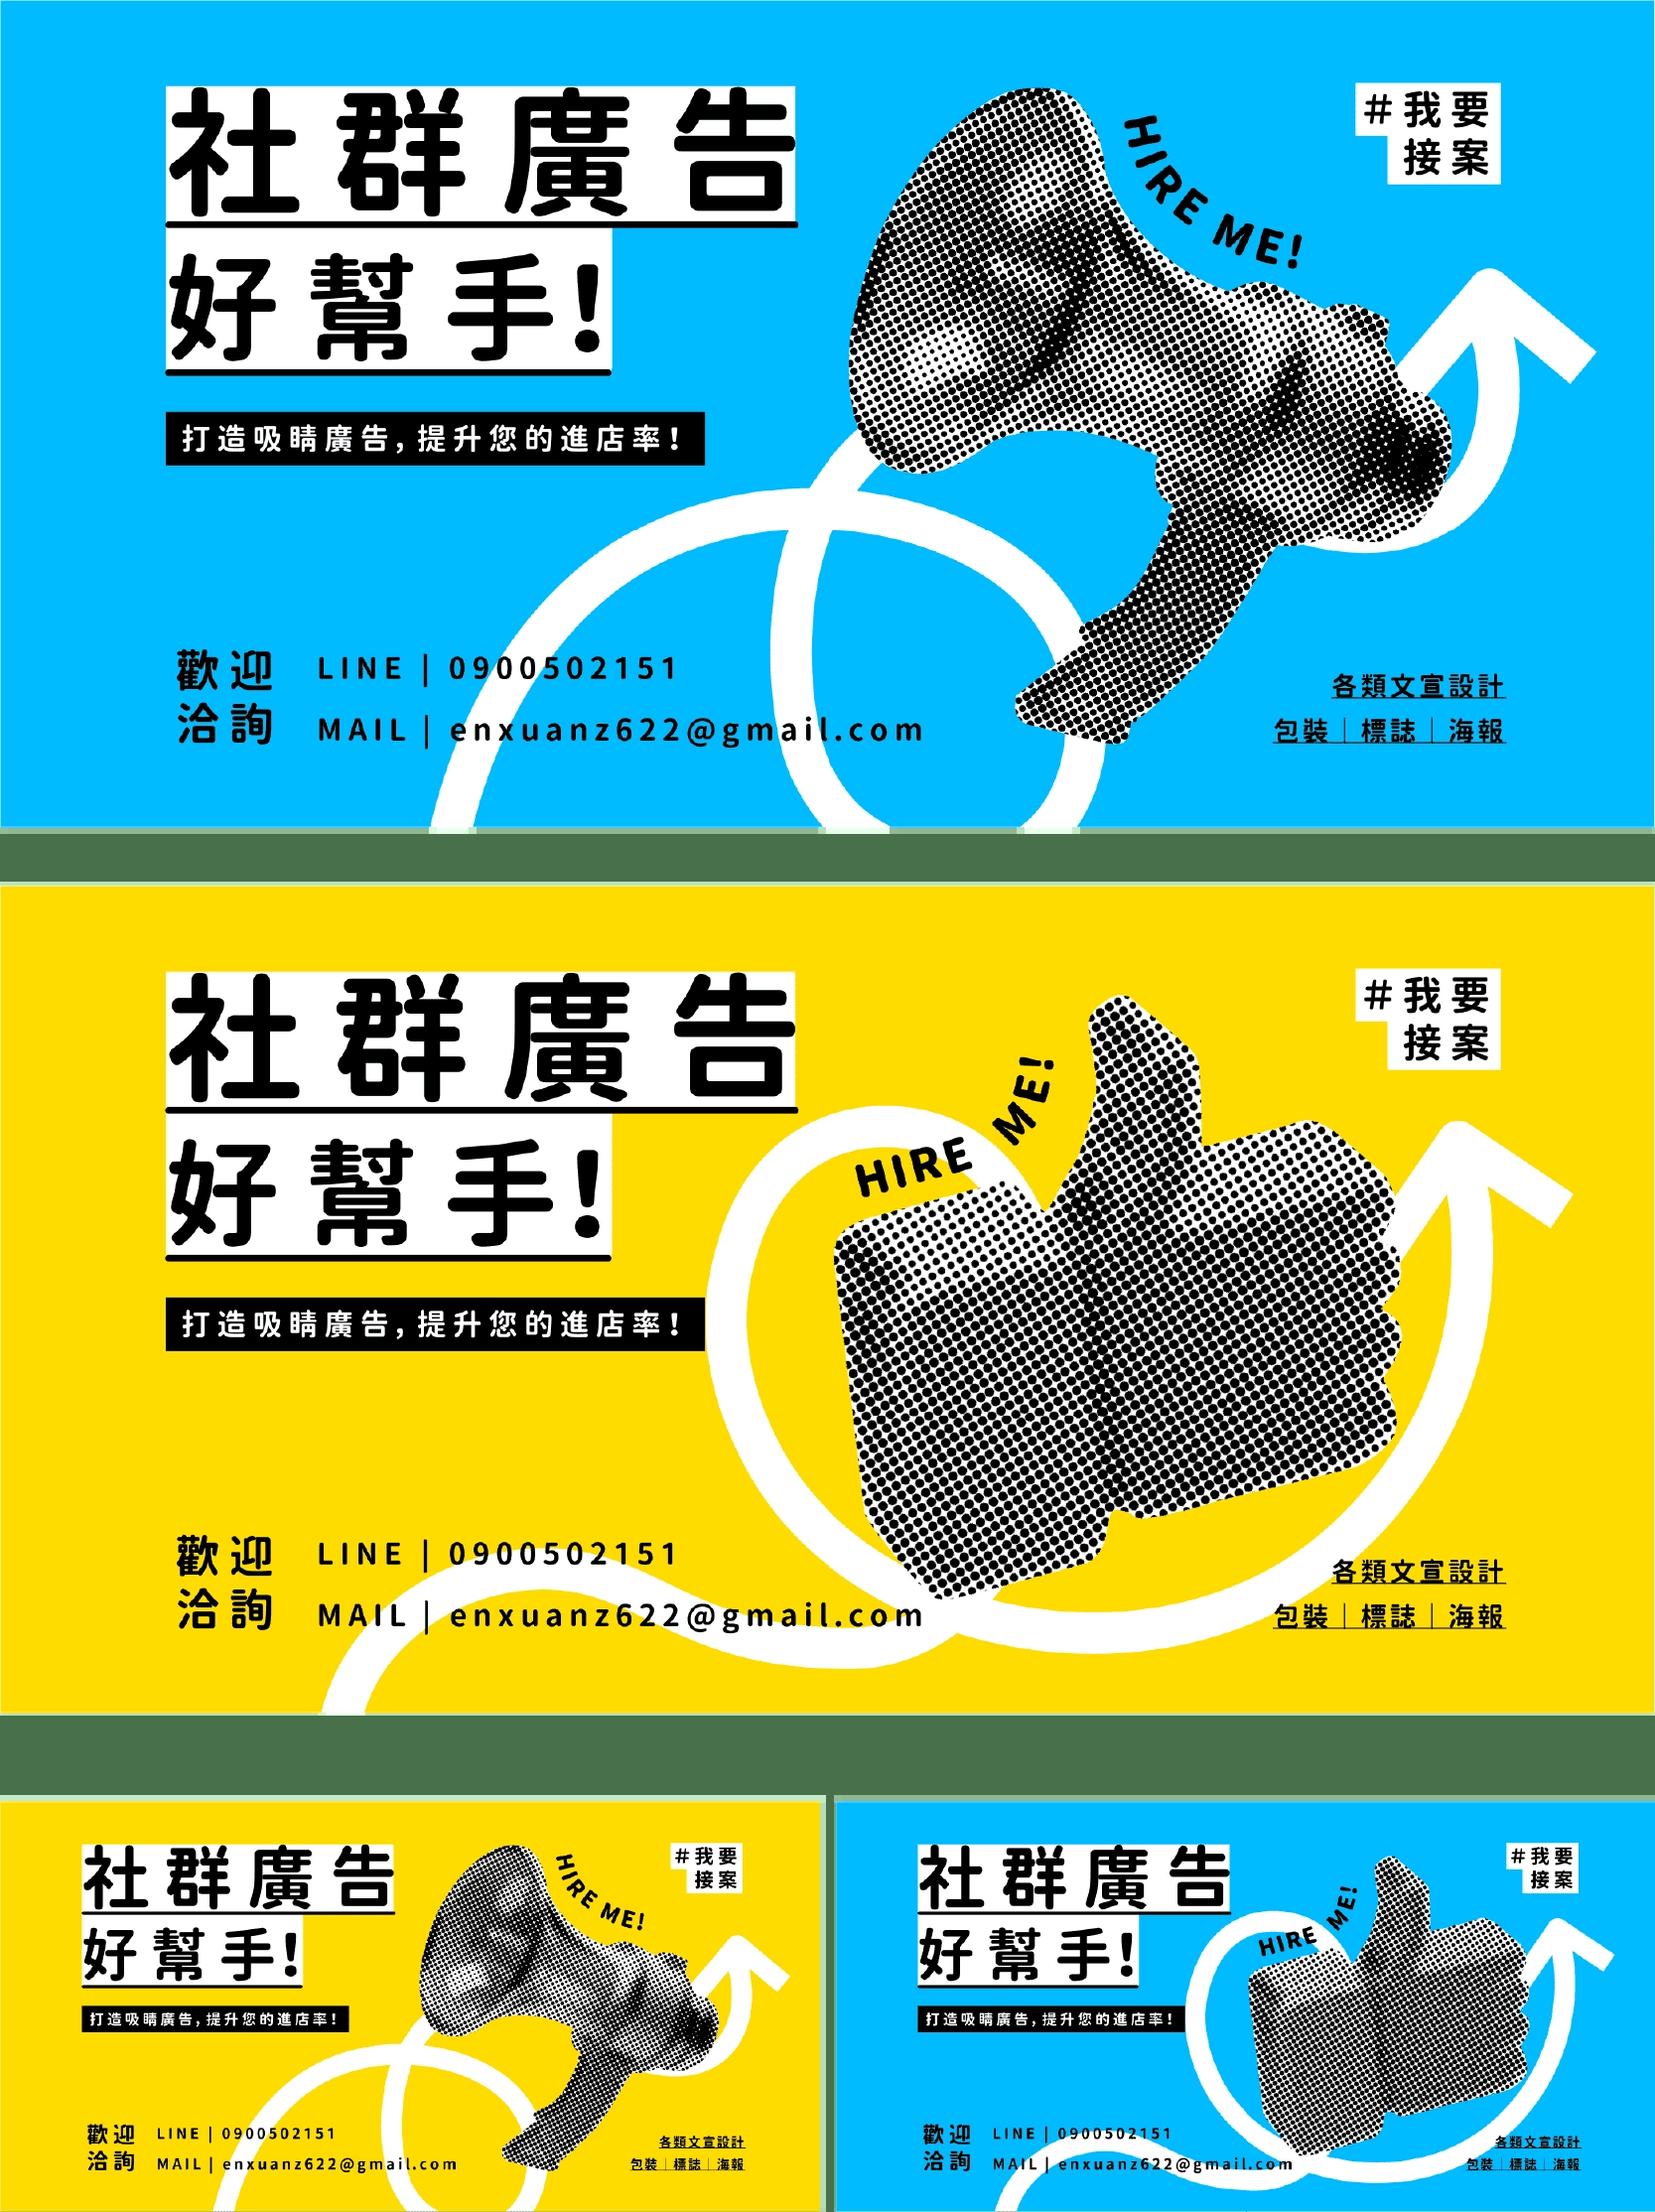 社群廣告
好幫手!
打造吸睛廣告,提升您的進店率!
HIRE ME!
#我要
接案
歡迎
洽詢
LINE | 0900502151
MAIL | enxuanz622@gmail.com
各類文宣設計
包裝|標誌|海報
社群廣告
好幫手!
打造吸睛廣告,提升您的進店率!
HIRE ME!
#我要
接案
歡迎
洽詢
LINE | 0900502151
MAIL | enxuanz622@gmail.com
各類文宣設計
包裝|標誌|海報
社群廣告
好幫手!
打造吸睛廣告,提升您的進店率!
HIRE ME!
#我要
接案
歡迎
洽詢
LINE | 0900502151
MAIL | enxuanz622@gmail.com
各類文宣設計
包裝|標誌|海報
社群廣告
好幫手!
打造吸睛廣告,提升您的進店率!
HIRE ME!
#我要
接案
歡迎
洽詢
LINE | 0900502151
MAIL | enxuanz622@gmail.com
各類文宣設計
包裝|標誌|海報